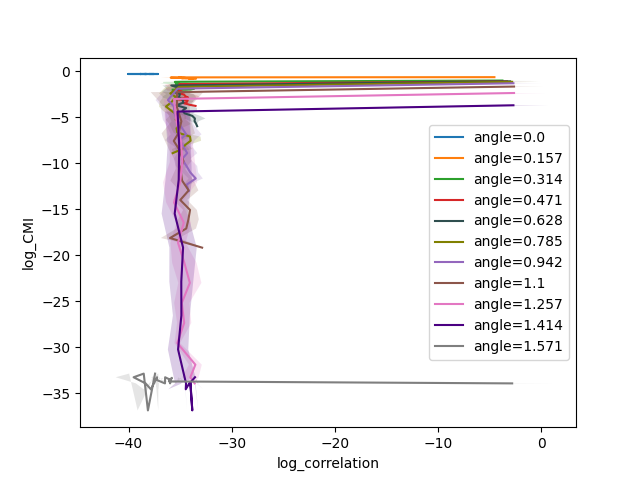 0
−5
−10
−15
−20
−25
−30
−35
log_CMI
−40
−30
−20
−10
0
log_correlation
angle=0.0
angle=0.157
angle=0.314
angle=0.471
angle=0.628
angle=0.785
angle=0.942
angle=1.1
angle=1.257
angle=1.414
angle=1.571